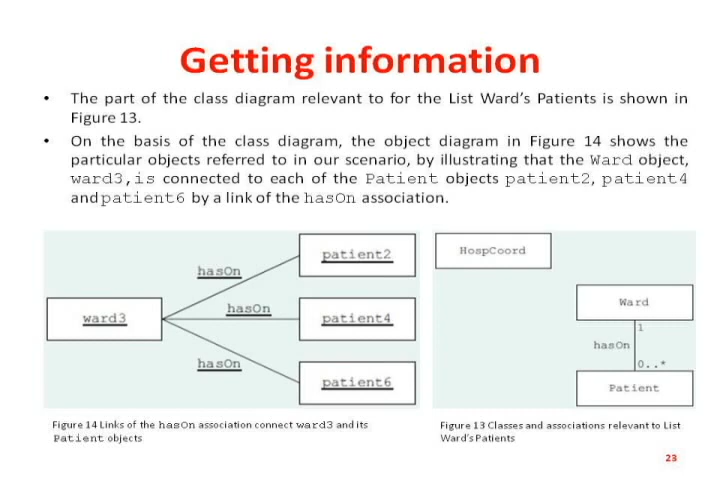 Getting information
• The part of the class diagram relevant to for the List Ward's Patients is shown in
Figure 13.
• On the basis of the class diagram, the object diagram in Figure 14 shows the
particular objects referred to in our scenario, by illustrating that the Ward object,
ward3, is connected to each of the Patient objects patient2, patient4
and patient6 by a link of the hasOn association.
patient2
hasOn
ward3
hasOn
patient4
hasOn
patient6
HospCoord
Ward
1
hasOn
0..*
Patient
Figure 14 Links of the hasOn association connect ward3 and its
Patient objects
Figure 13 Classes and associations relevant to List
Ward's Patients
23